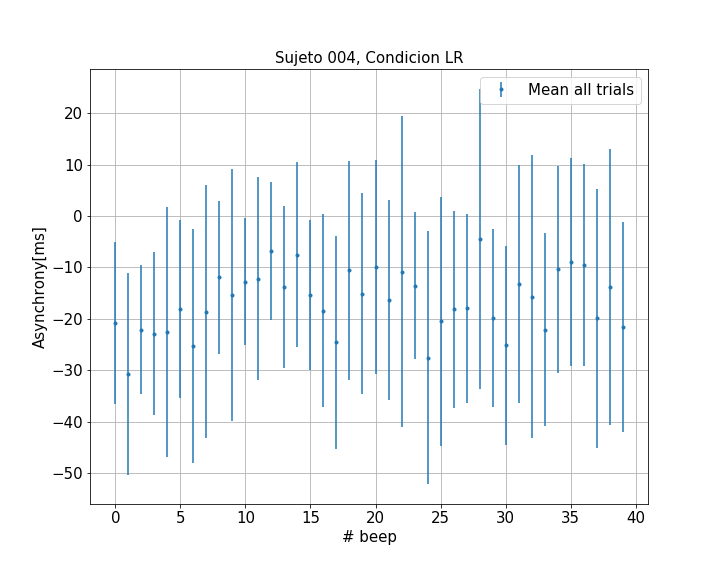 Sujeto 004, Condicion LR
Mean all trials
Asynchrony[ms]
20
10
0
−10
−20
−30
−40
−50
0 5 10 15 20 25 30 35 40
# beep